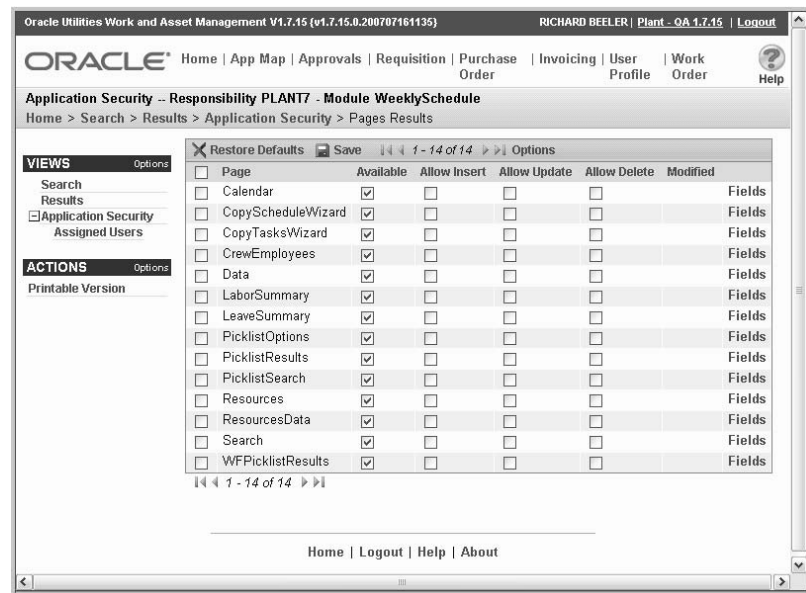 Oracle Utilities Work and Asset Management V1.7.15 {v1.7.15.0.200707161135} RICHARD BEELER | Plant - QA 1.7.15 | Logout
ORACLE Home | App Map | Approvals | Requisition | Purchase Order | Invoicing | User Profile | Work Order Help
Application Security -- Responsibility PLANT7 - Module WeeklySchedule
Home > Search > Results > Application Security > Pages Results
VIEWS Options
Search
Results
Application Security
Assigned Users
ACTIONS Options
Printable Version
Restore Defaults Save 1 - 14 of 14 Options
Page Available Allow Insert Allow Update Allow Delete Modified
Calendar Fields
CopyScheduleWizard Fields
CopyTasksWizard Fields
CrewEmployees Fields
Data Fields
LaborSummary Fields
LeaveSummary Fields
PicklistOptions Fields
PicklistResults Fields
PicklistSearch Fields
Resources Fields
ResourcesData Fields
Search Fields
WFPicklistResults Fields
1 - 14 of 14
Home | Logout | Help | About